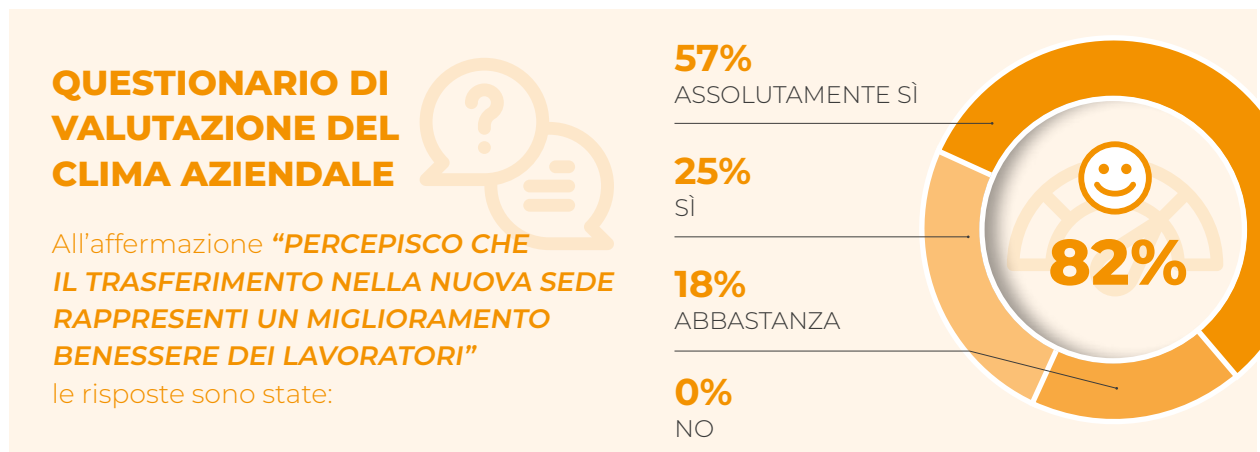 QUESTIONARIO DI
VALUTAZIONE DEL
CLIMA AZIENDALE
All’affermazione “PERCEPISCO CHE
IL TRASFERIMENTO NELLA NUOVA SEDE
RAPPRESENTI UN MIGLIORAMENTO
BENESSERE DEI LAVORATORI”
le risposte sono state:
57%
ASSOLUTAMENTE SÌ
25%
SÌ
18%
ABBASTANZA
0%
NO
82%